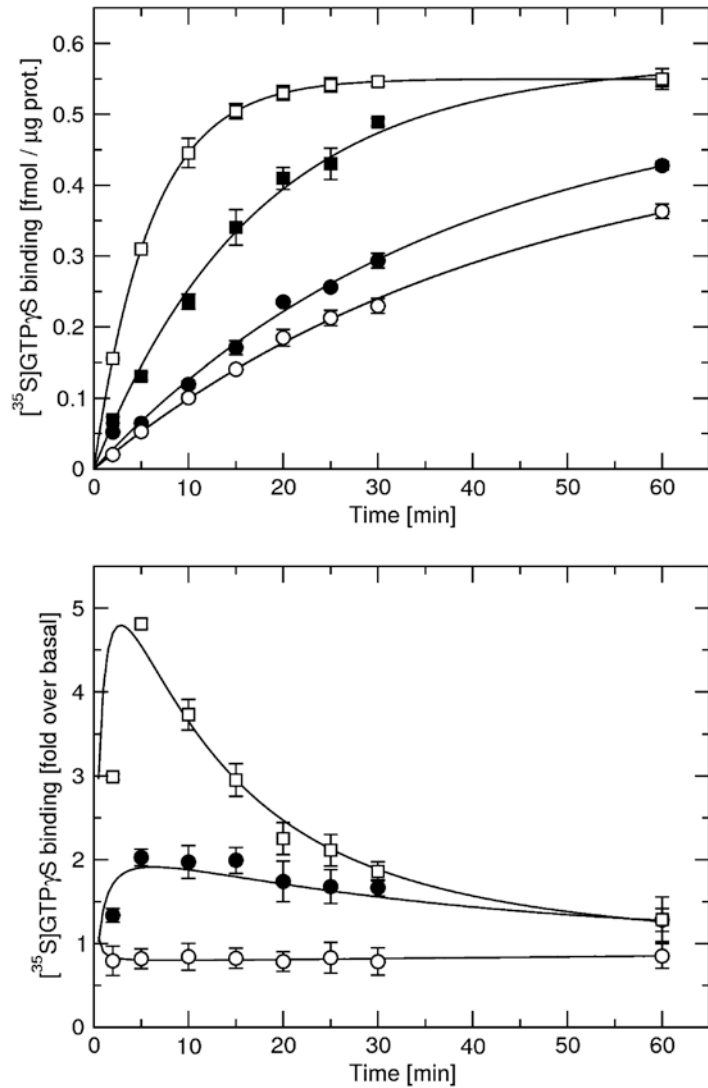 0.6
0.5
0.4
0.3
0.2
0.1
0
[³⁵S]GTPγS binding [fmol / μg prot.]
0 10 20 30 40 50 60
Time [min]
5
4
3
2
1
0
[³⁵S]GTPγS binding [fold over basal]
0 10 20 30 40 50 60
Time [min]